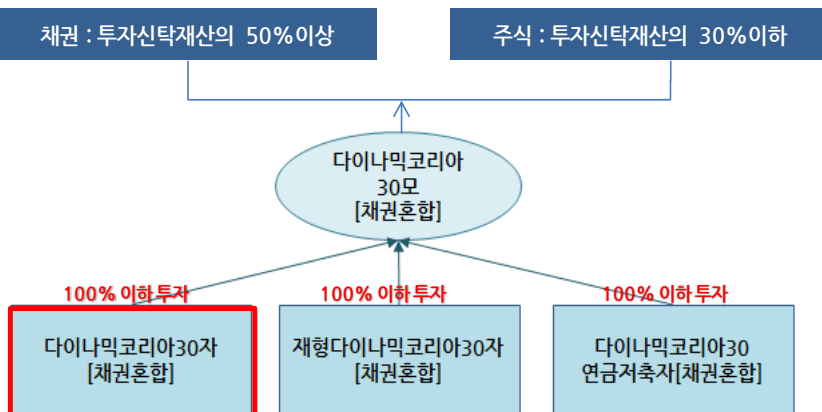 채권 : 투자신탁재산의 50%이상
주식 : 투자신탁재산의 30%이하
다이나믹코리아
30모
[채권혼합]
100% 이하 투자
100% 이하 투자
100% 이하 투자
다이나믹코리아30자
[채권혼합]
재형다이나믹코리아30자
[채권혼합]
다이나믹코리아30
연금저축자[채권혼합]